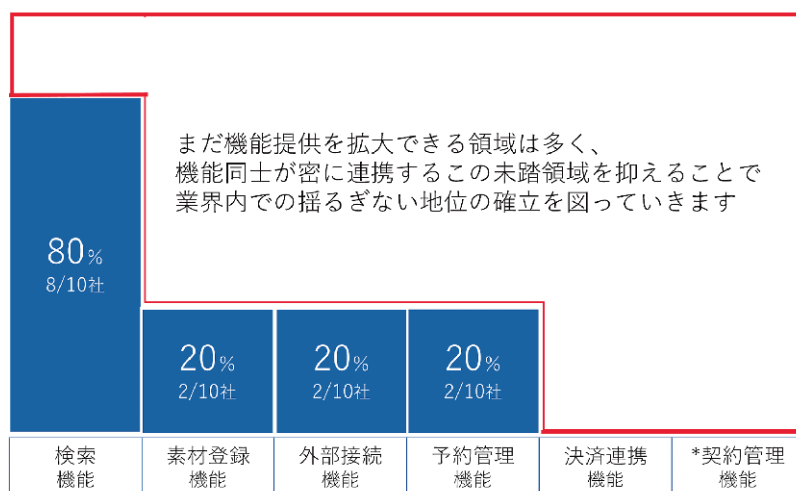 まだ機能提供を拡大できる領域は多く、
機能同士が密に連携するこの未踏領域を抑えることで
業界内での揺るぎない地位の確立を図っていきます
80%
8/10社
20%
2/10社
20%
2/10社
20%
2/10社
検索
機能
素材登録
機能
外部接続
機能
予約管理
機能
決済連携
機能
*契約管理
機能